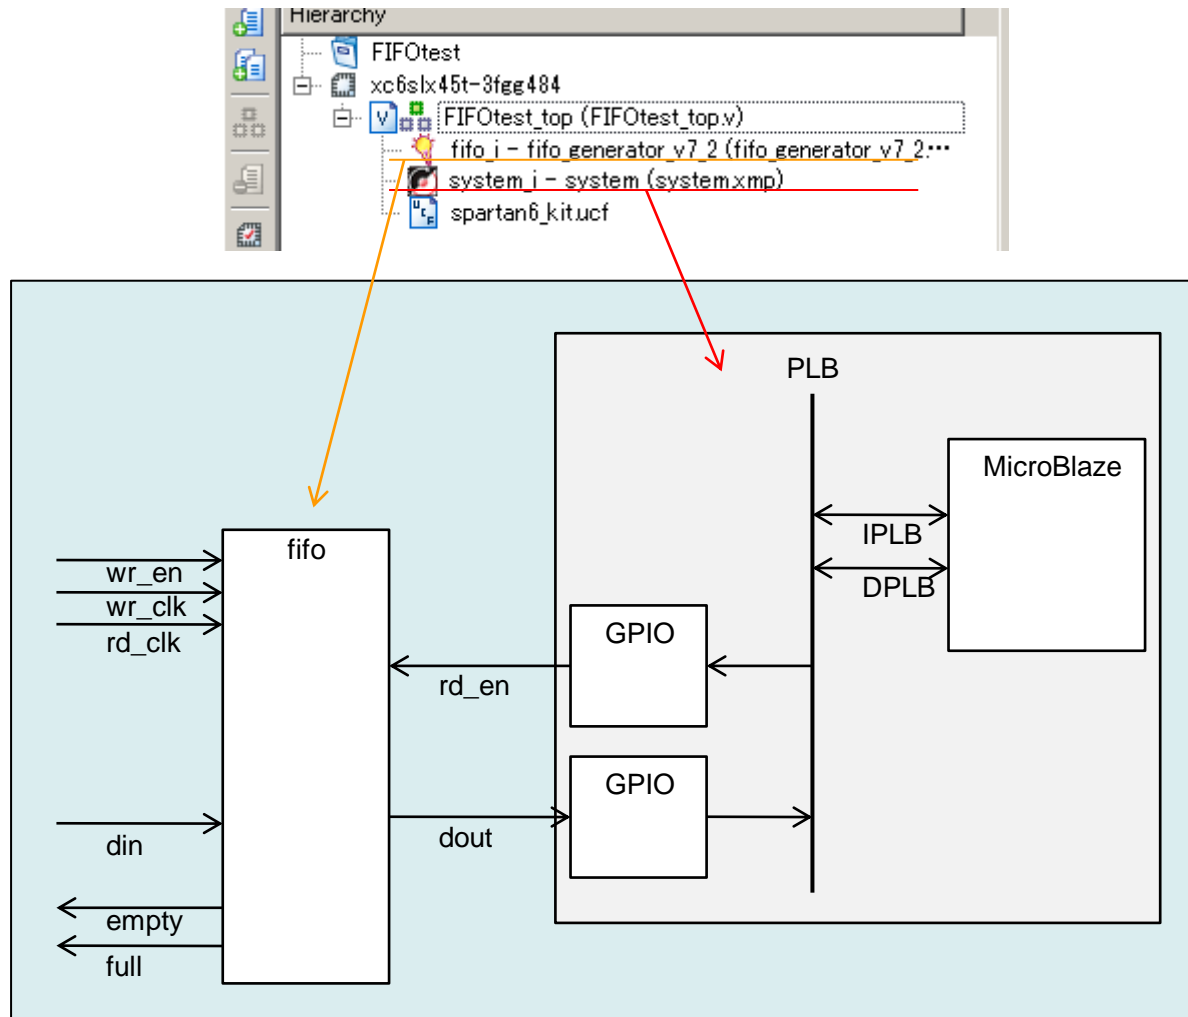 Hierarchy
FIFOtest
xc6slx45t-3fgg484
FIFOtest_top (FIFOtest_top.v)
fifo_i - fifo_generator_v7_2 (fifo_generator_v7_2.…
system_i - system (system.xmp)
spartan6_kit.ucf
PLB
MicroBlaze
IPLB
DPLB
fifo
wr_en
wr_clk
rd_clk
GPIO
rd_en
GPIO
din
dout
empty
full